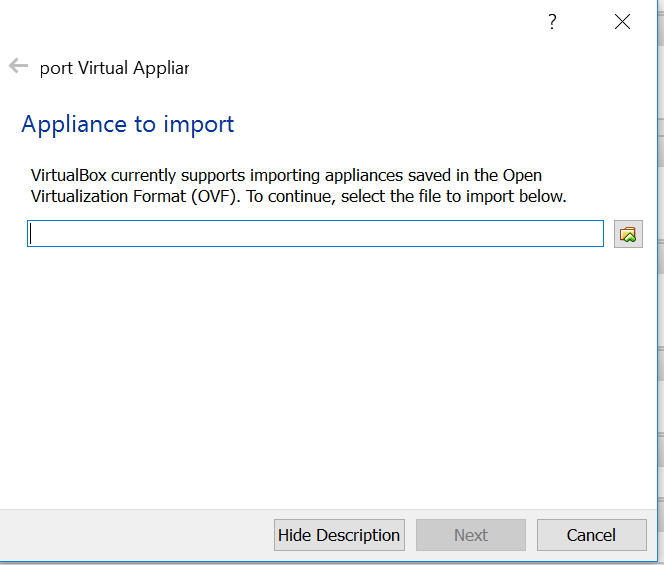 ?
port Virtual Applian
Appliance to import
VirtualBox currently supports importing appliances saved in the Open
Virtualization Format (OVF). To continue, select the file to import below.
Hide Description
Next
Cancel